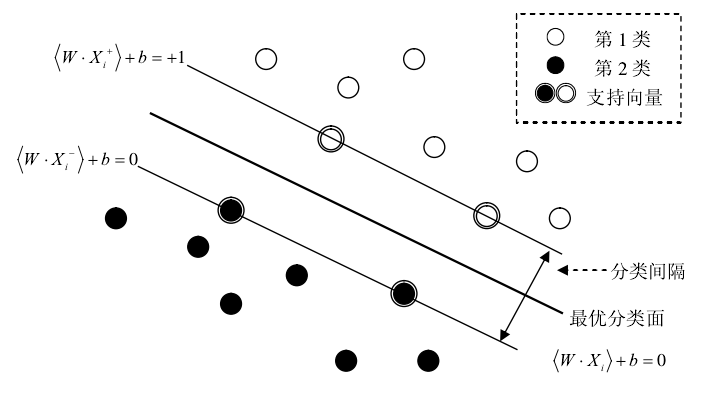 ⟨W · X_i^+⟩ + b = +1
第 1 类
第 2 类
支持向量
⟨W · X_i^-⟩ + b = 0
分类间隔
最优分类面
⟨W · X_i⟩ + b = 0